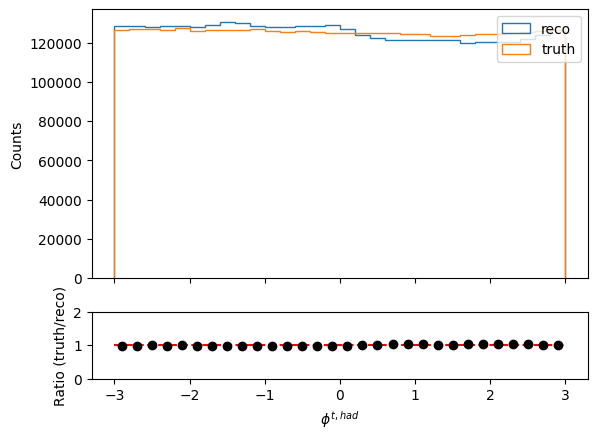 reco
truth
Counts
120000
100000
80000
60000
40000
20000
0
Ratio (truth/reco)
2
1
0
−3 −2 −1 0 1 2 3
ϕ^{t, had}